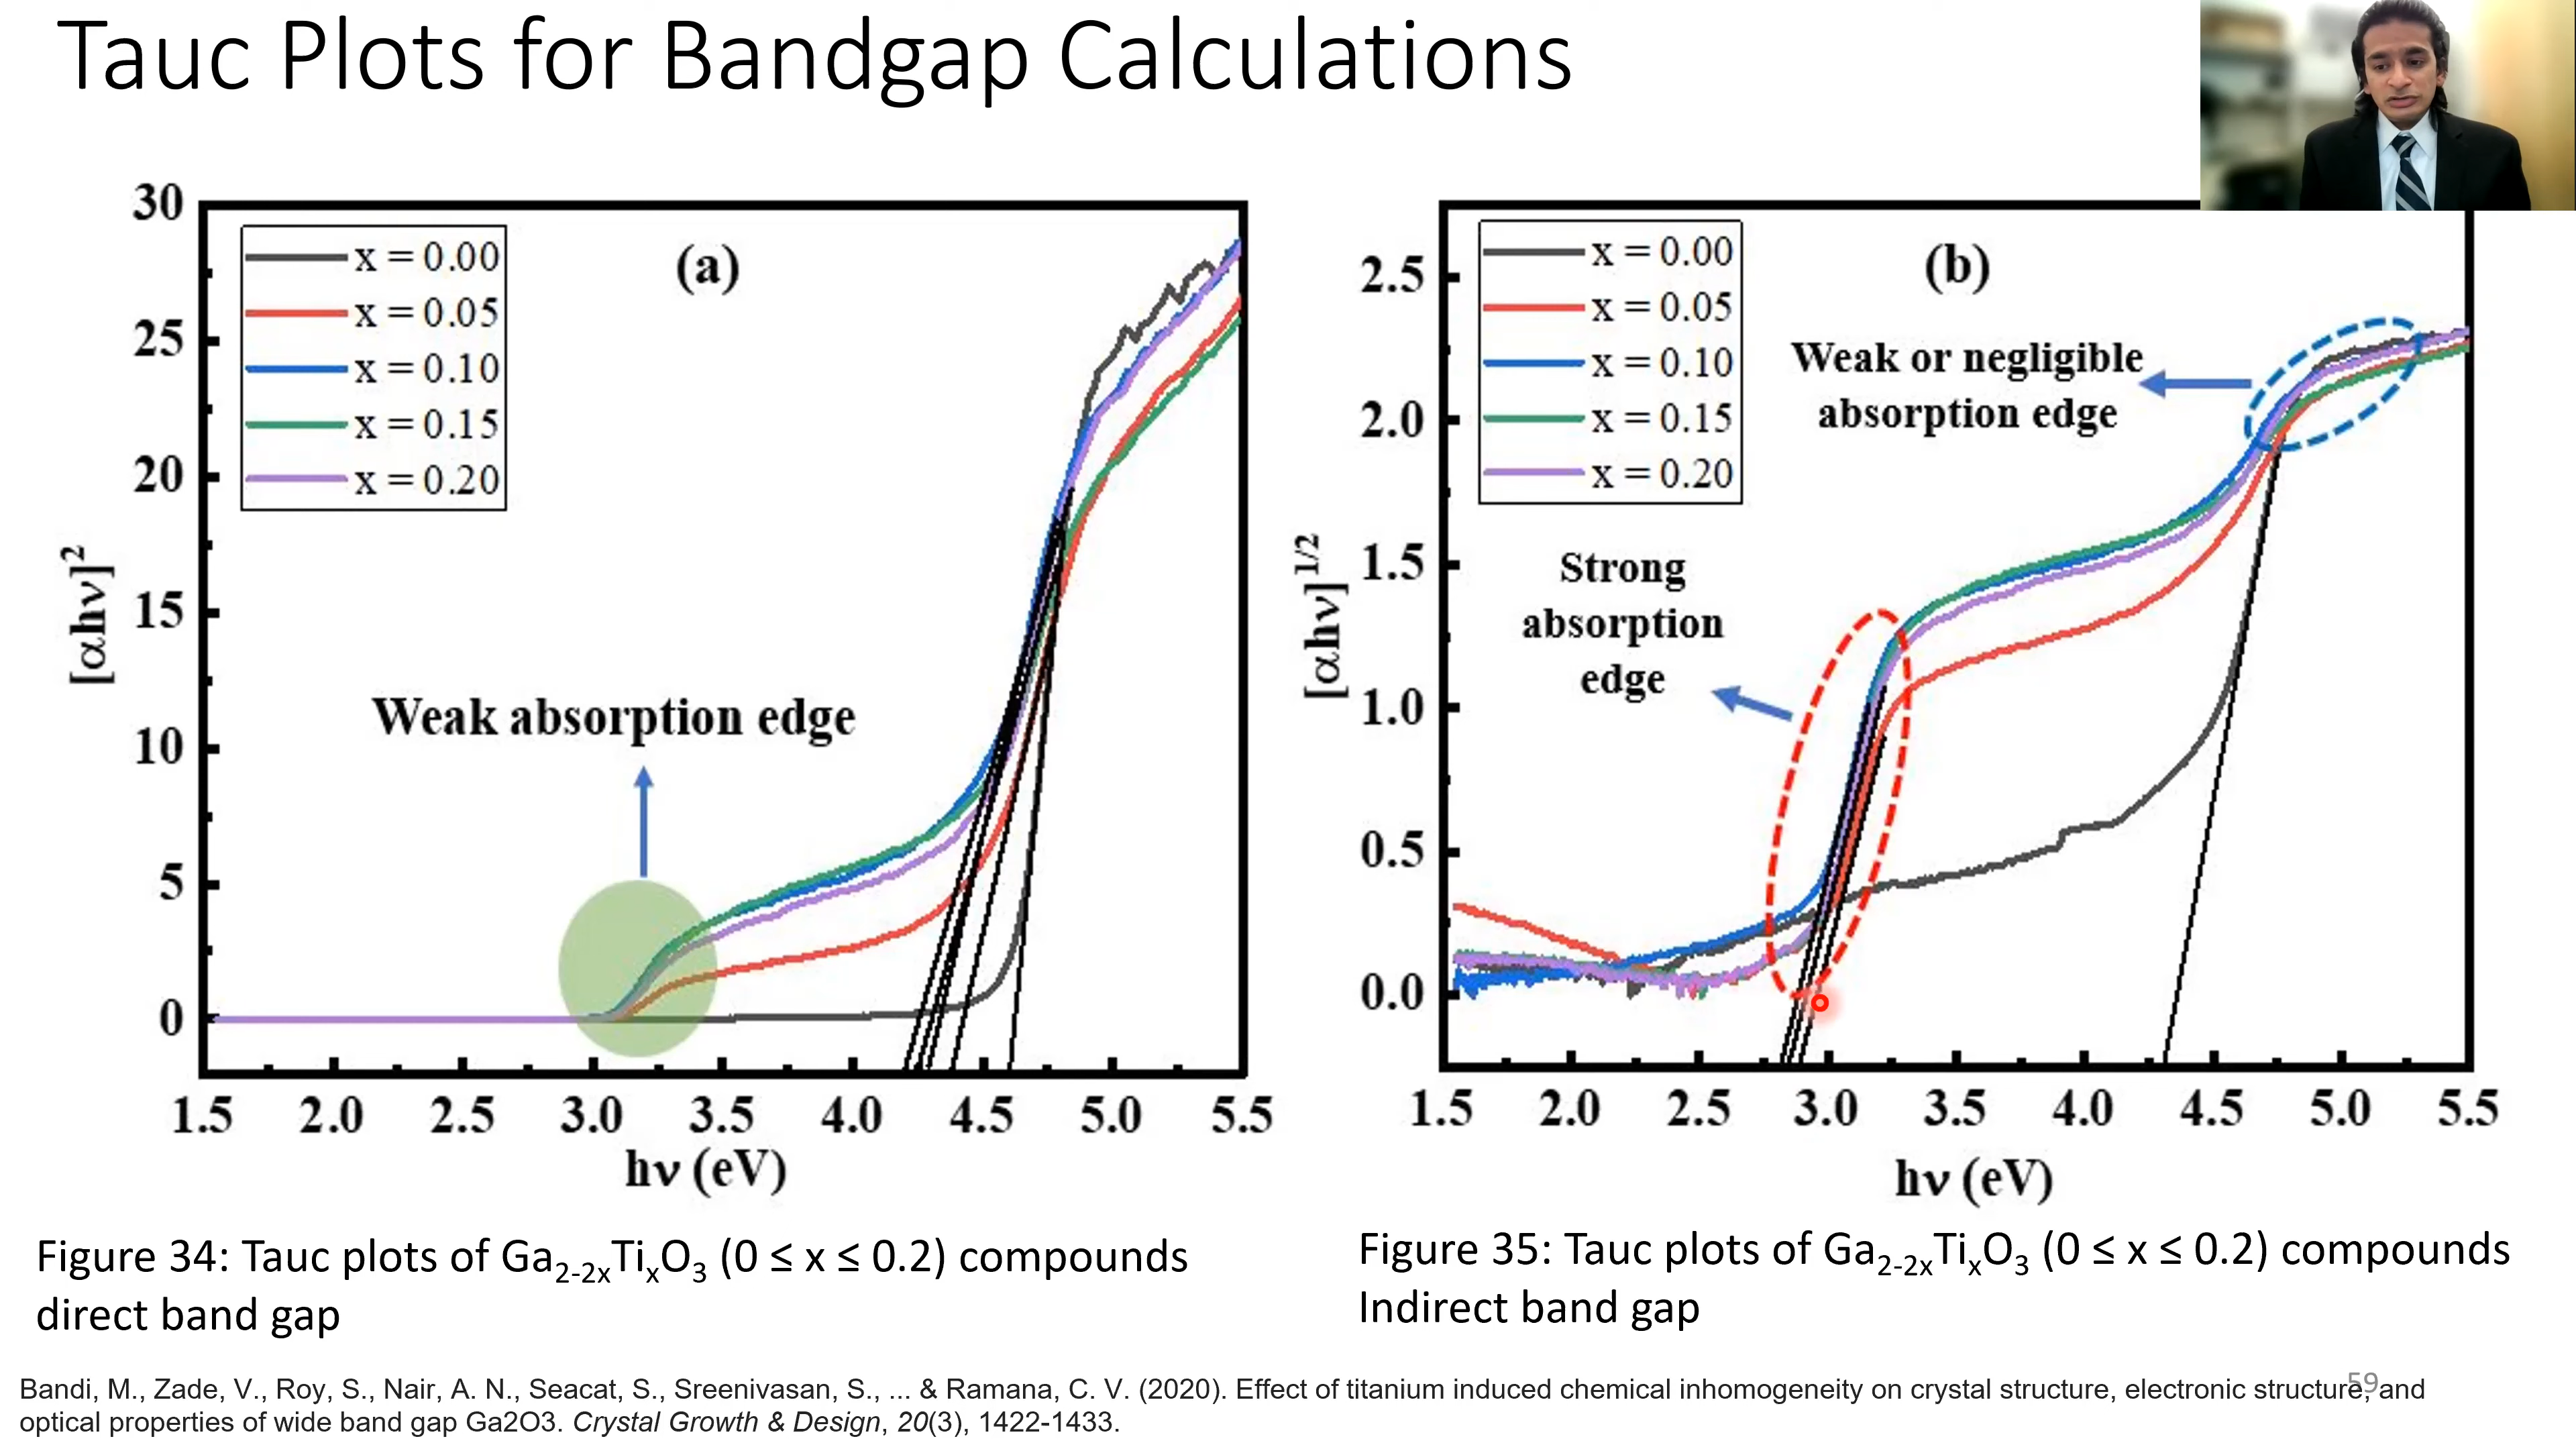 Tauc Plots for Bandgap Calculations
30
25
20
15
10
5
0
[αhν]²
x = 0.00
x = 0.05
x = 0.10
x = 0.15
x = 0.20
(a)
Weak absorption edge
1.5 2.0 2.5 3.0 3.5 4.0 4.5 5.0 5.5
hν (eV)
2.5
2.0
1.5
1.0
0.5
0.0
[αhν]¹ᐟ²
x = 0.00
x = 0.05
x = 0.10
x = 0.15
x = 0.20
(b)
Weak or negligible
absorption edge
Strong
absorption
edge
1.5 2.0 2.5 3.0 3.5 4.0 4.5 5.0 5.5
hν (eV)
Figure 34: Tauc plots of Ga₂₋₂ₓTiₓO₃ (0 ≤ x ≤ 0.2) compounds
direct band gap
Figure 35: Tauc plots of Ga₂₋₂ₓTiₓO₃ (0 ≤ x ≤ 0.2) compounds
Indirect band gap
59
Bandi, M., Zade, V., Roy, S., Nair, A. N., Seacat, S., Sreenivasan, S., ... & Ramana, C. V. (2020). Effect of titanium induced chemical inhomogeneity on crystal structure, electronic structure, and
optical properties of wide band gap Ga2O3. Crystal Growth & Design, 20(3), 1422-1433.